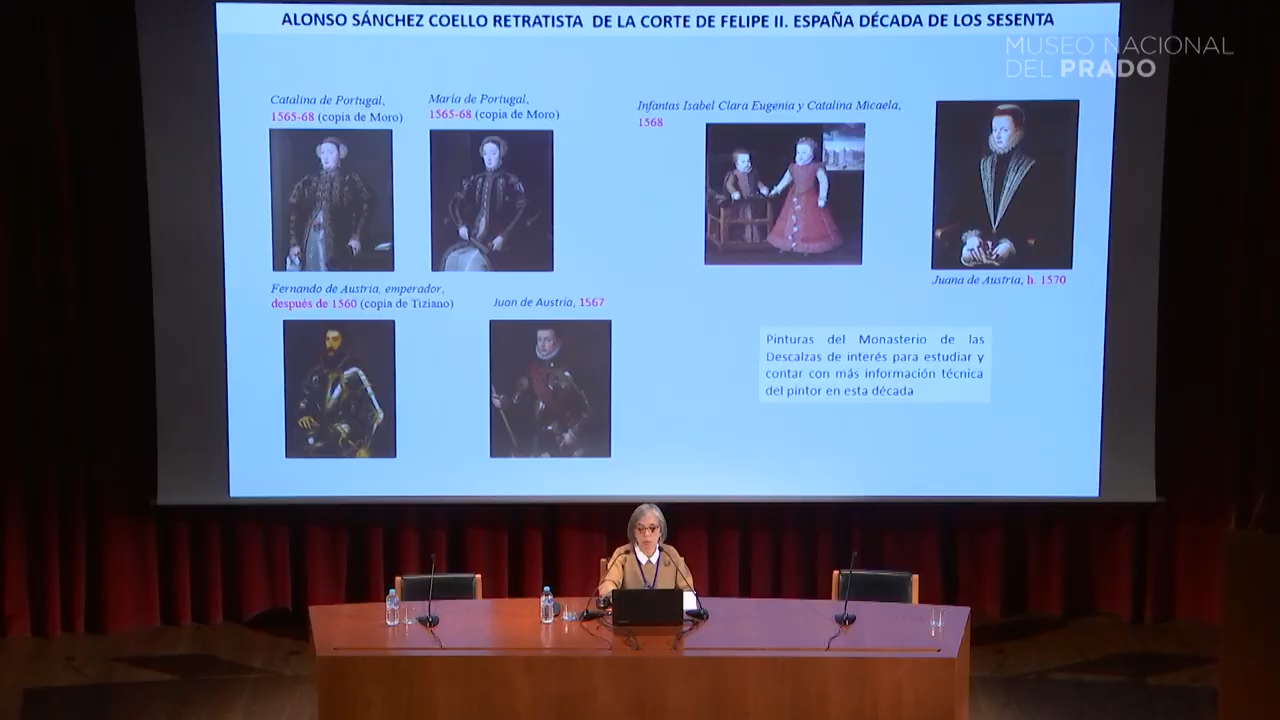 ALONSO SÁNCHEZ COELLO RETRATISTA DE LA CORTE DE FELIPE II. ESPAÑA DÉCADA DE LOS SESENTA
MUSEO NACIONAL
DEL PRADO
Catalina de Portugal,
1565-68 (copia de Moro)
María de Portugal,
1565-68 (copia de Moro)
Infantas Isabel Clara Eugenia y Catalina Micaela,
1568
Juana de Austria, h. 1570
Fernando de Austria, emperador,
después de 1560 (copia de Tiziano)
Juan de Austria, 1567
Pinturas del Monasterio de las
Descalzas de interés para estudiar y
contar con más información técnica
del pintor en esta década